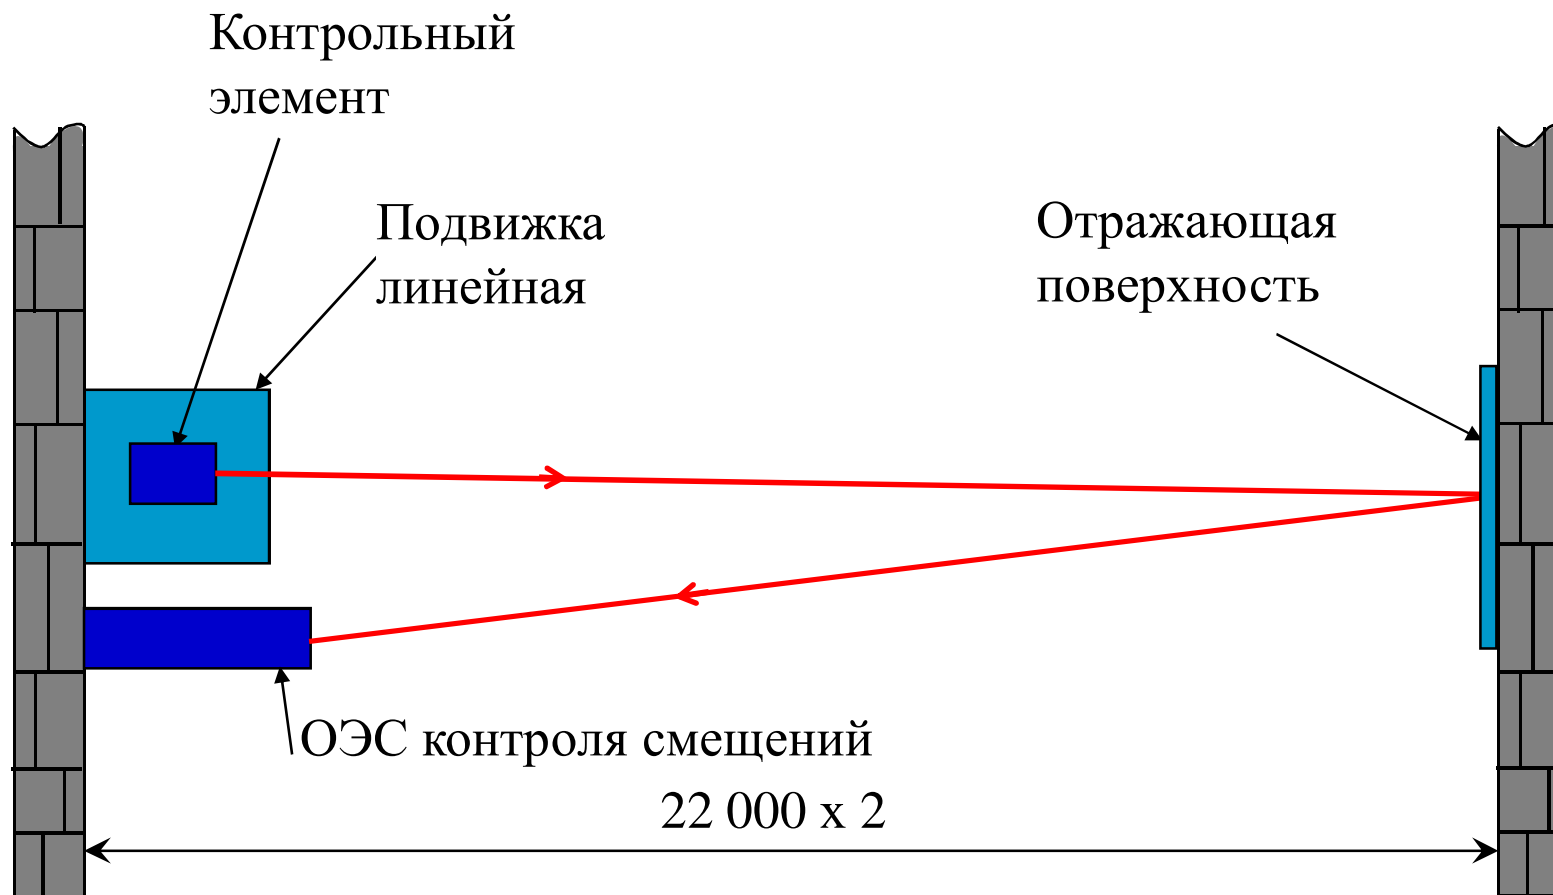 Контрольный
элемент
Подвижка
линейная
Отражающая
поверхность
ОЭС контроля смещений
22 000 x 2